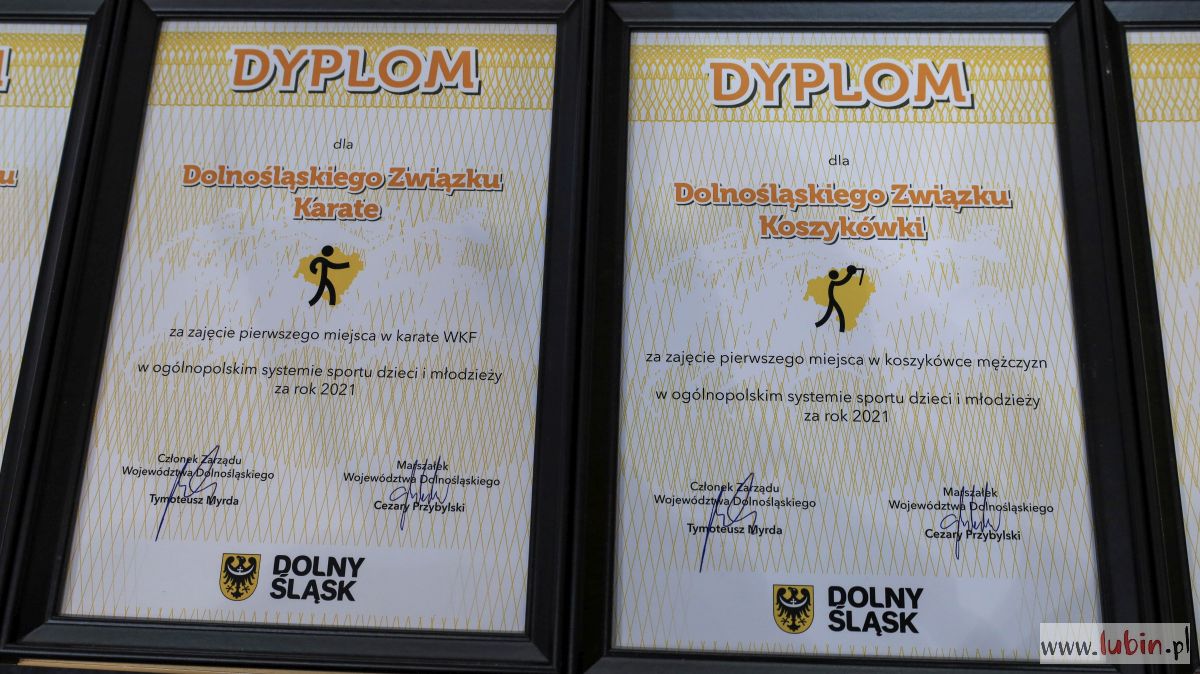 DYPLOM
dla
Dolnośląskiego Związku
Karate
za zajęcie pierwszego miejsca w karate WKF
w ogólnopolskim systemie sportu dzieci i młodzieży
za rok 2021
Członek Zarządu
Województwa Dolnośląskiego
Tymoteusz Myrda
Marszałek
Województwa Dolnośląskiego
Cezary Przybylski
DOLNY
ŚLĄSK
DYPLOM
dla
Dolnośląskiego Związku
Koszykówki
za zajęcie pierwszego miejsca w koszykówce mężczyzn
w ogólnopolskim systemie sportu dzieci i młodzieży
za rok 2021
Członek Zarządu
Województwa Dolnośląskiego
Tymoteusz Myrda
Marszałek
Województwa Dolnośląskiego
Cezary Przybylski
DOLNY
ŚLĄSK
www.lubin.pl